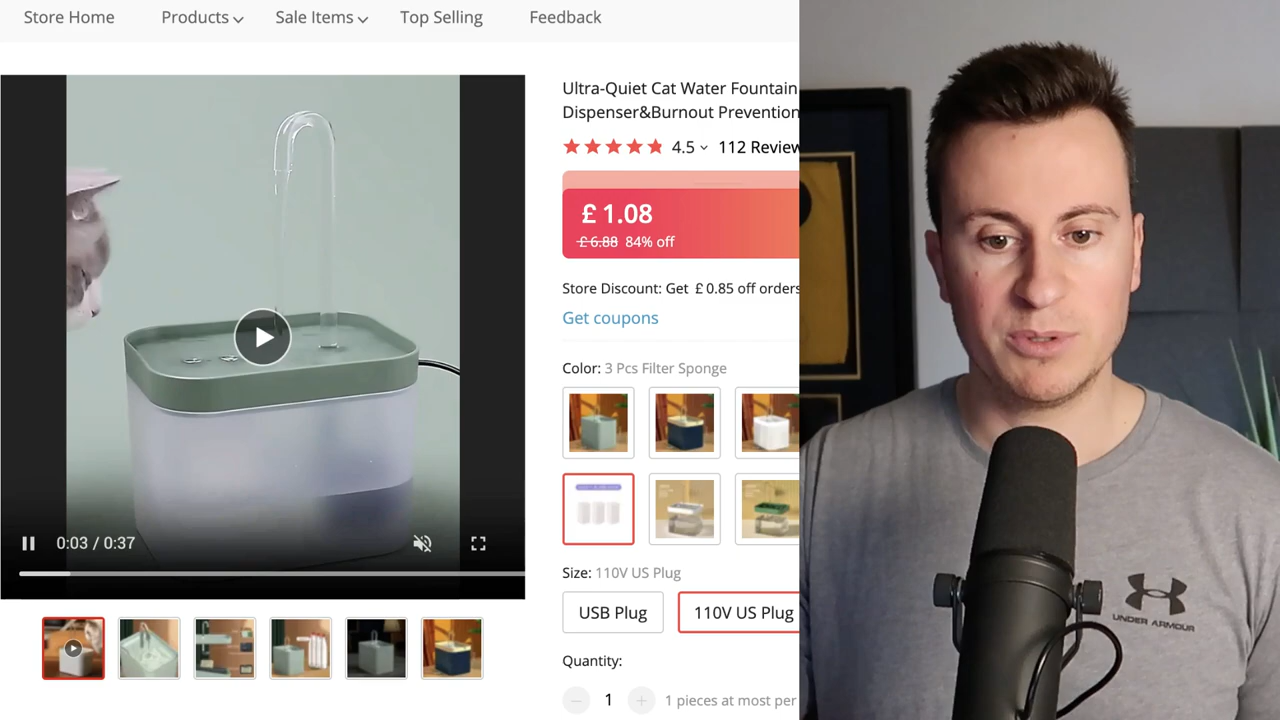 Store Home Products Sale Items Top Selling Feedback
Ultra-Quiet Cat Water Fountain
Dispenser&Burnout Prevention
4.5 112 Review
£ 1.08
£ 6.88 84% off
Store Discount: Get £ 0.85 off orders
Get coupons
Color: 3 Pcs Filter Sponge
Size: 110V US Plug
USB Plug 110V US Plug
Quantity:
1 1 pieces at most per
0:03 / 0:37
UNDER ARMOUR